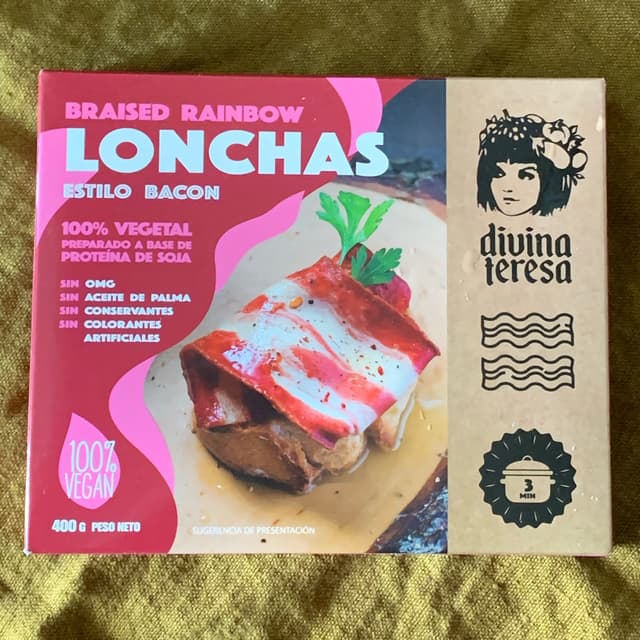 BRAISED RAINBOW
LONCHAS
ESTILO BACON
100% VEGETAL
PREPARADO A BASE DE
PROTEÍNA DE SOJA
SIN OMG
SIN ACEITE DE PALMA
SIN CONSERVANTES
SIN COLORANTES
ARTIFICIALES
100%
VEGAN
400 G PESO NETO
SUGERENCIA DE PRESENTACIÓN
divina
teresa
3
MIN